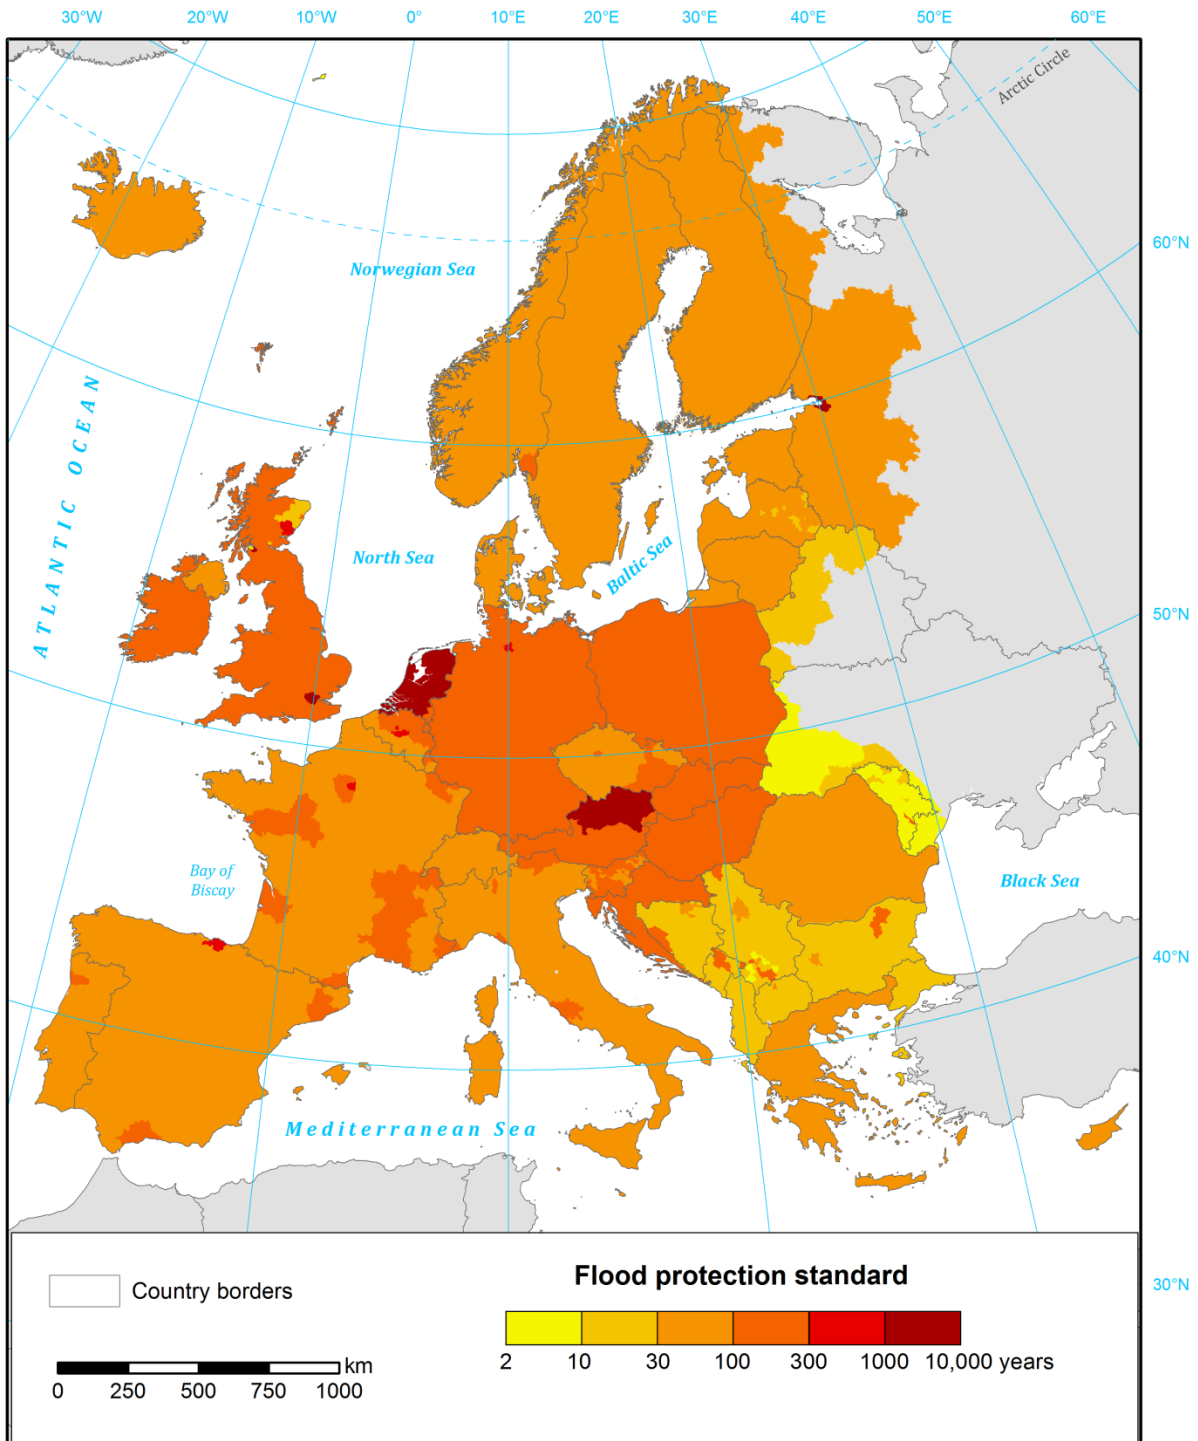 30°W 20°W 10°W 0° 10°E 20°E 30°E 40°E 50°E 60°E
Arctic Circle
60°N
Norwegian Sea
ATLANTIC OCEAN
North Sea
Baltic Sea
50°N
Bay of
Biscay
Black Sea
40°N
Mediterranean Sea
30°N
Country borders
km
0 250 500 750 1000
Flood protection standard
2 10 30 100 300 1000 10,000 years